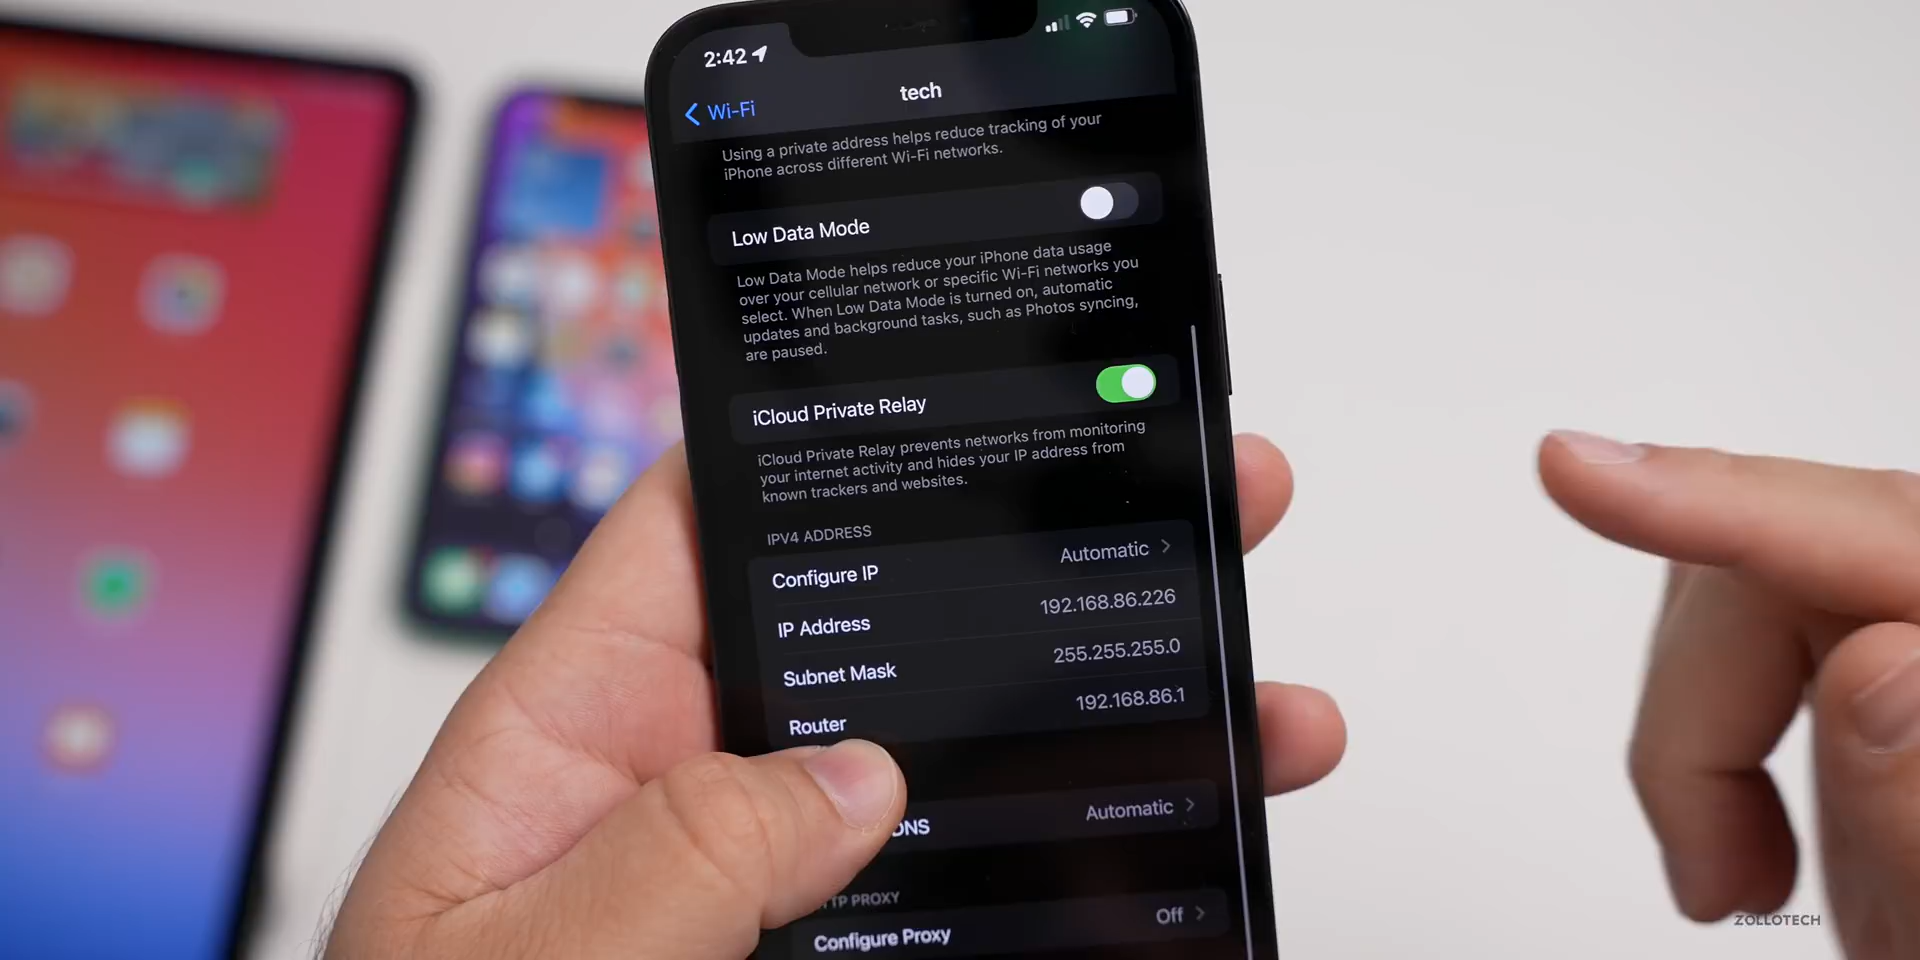 2:42
Wi-Fi
tech
Using a private address helps reduce tracking of your
iPhone across different Wi-Fi networks.
Low Data Mode
Low Data Mode helps reduce your iPhone data usage
over your cellular network or specific Wi-Fi networks you
select. When Low Data Mode is turned on, automatic
updates and background tasks, such as Photos syncing,
are paused.
iCloud Private Relay
iCloud Private Relay prevents networks from monitoring
your internet activity and hides your IP address from
known trackers and websites.
IPV4 ADDRESS
Configure IP Automatic
IP Address 192.168.86.226
Subnet Mask 255.255.255.0
Router 192.168.86.1
DNS Automatic
PROXY
Configure Proxy Off
ZOLLOTECH